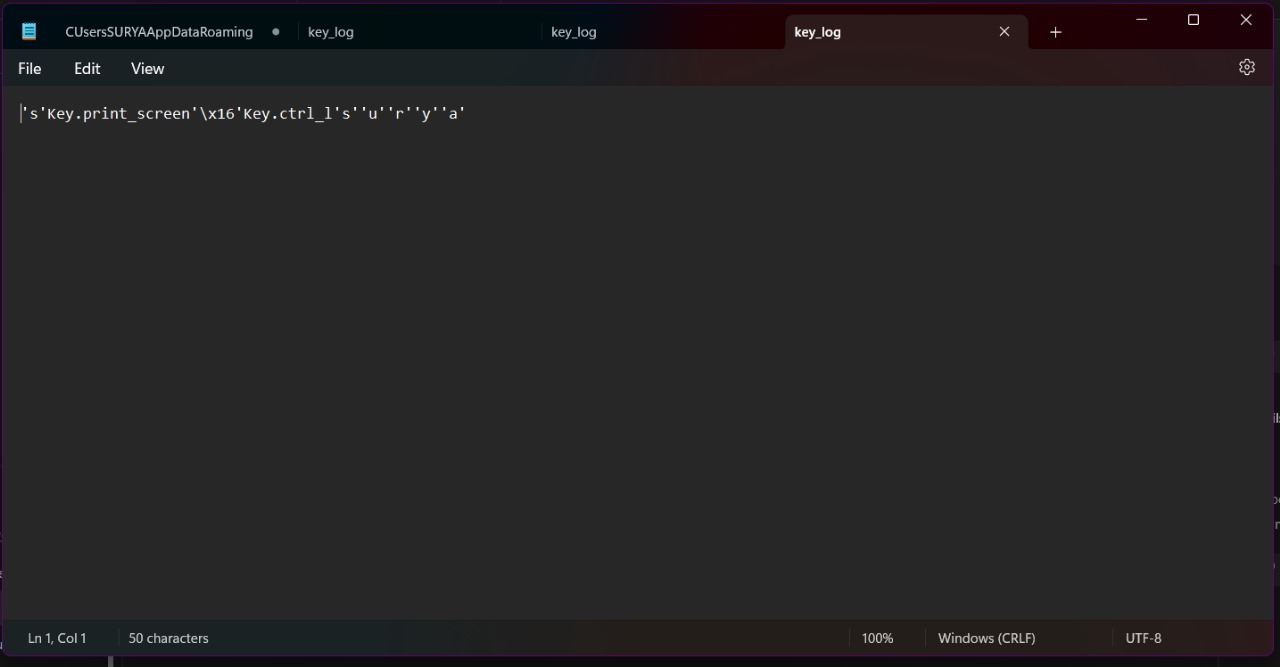 CUsersSURYAAppDataRoaming key_log key_log key_log
File Edit View
's'Key.print_screen'\x16'Key.ctrl_l's''u''r''y''a'
Ln 1, Col 1 50 characters 100% Windows (CRLF) UTF-8